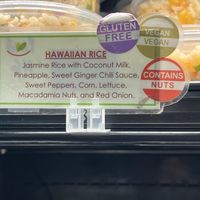 HAWAIIAN RICE
Jasmine Rice with Coconut Milk,
Pineapple, Sweet Ginger Chili Sauce,
Sweet Peppers, Corn, Lettuce,
Macadamia Nuts, and Red Onion.
GLUTEN
FREE
VEGAN
VEGAN
CONTAINS
NUTS